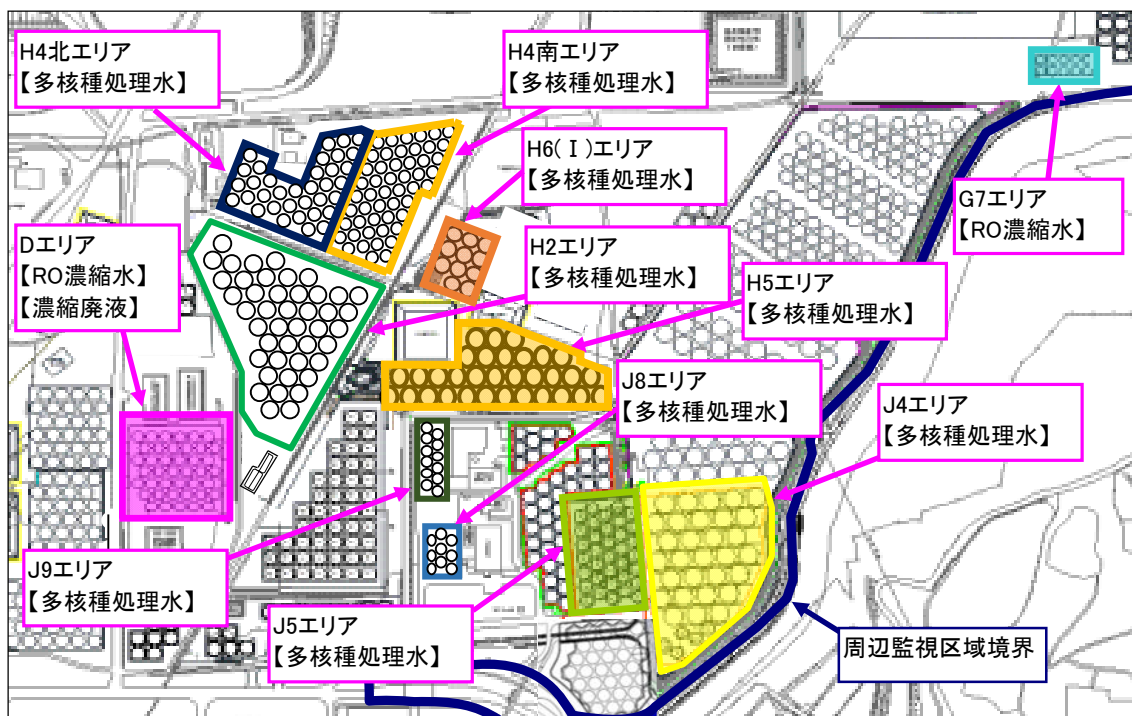 H4北エリア
【多核種処理水】
H4南エリア
【多核種処理水】
H6(Ⅰ)エリア
【多核種処理水】
G7エリア
【RO濃縮水】
Dエリア
【RO濃縮水】
【濃縮廃液】
H2エリア
【多核種処理水】
H5エリア
【多核種処理水】
J8エリア
【多核種処理水】
J4エリア
【多核種処理水】
J9エリア
【多核種処理水】
J5エリア
【多核種処理水】
周辺監視区域境界